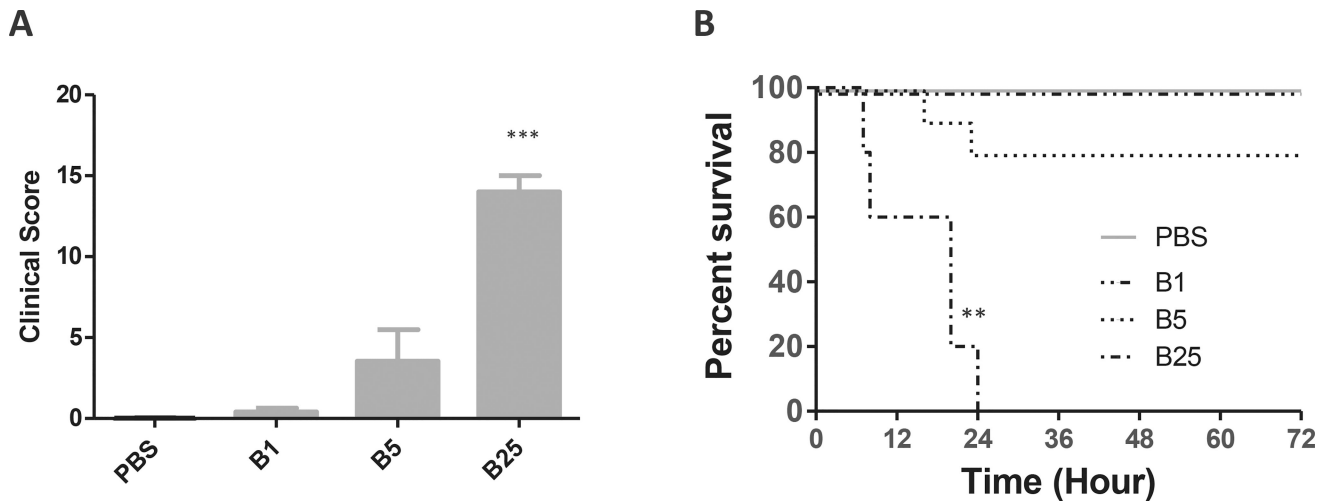 A
20
15
10
5
0
Clinical Score
***
PBS
B1
B5
B25
B
100
80
60
40
20
0
Percent survival
PBS
B1
B5
B25
**
0 12 24 36 48 60 72
Time (Hour)